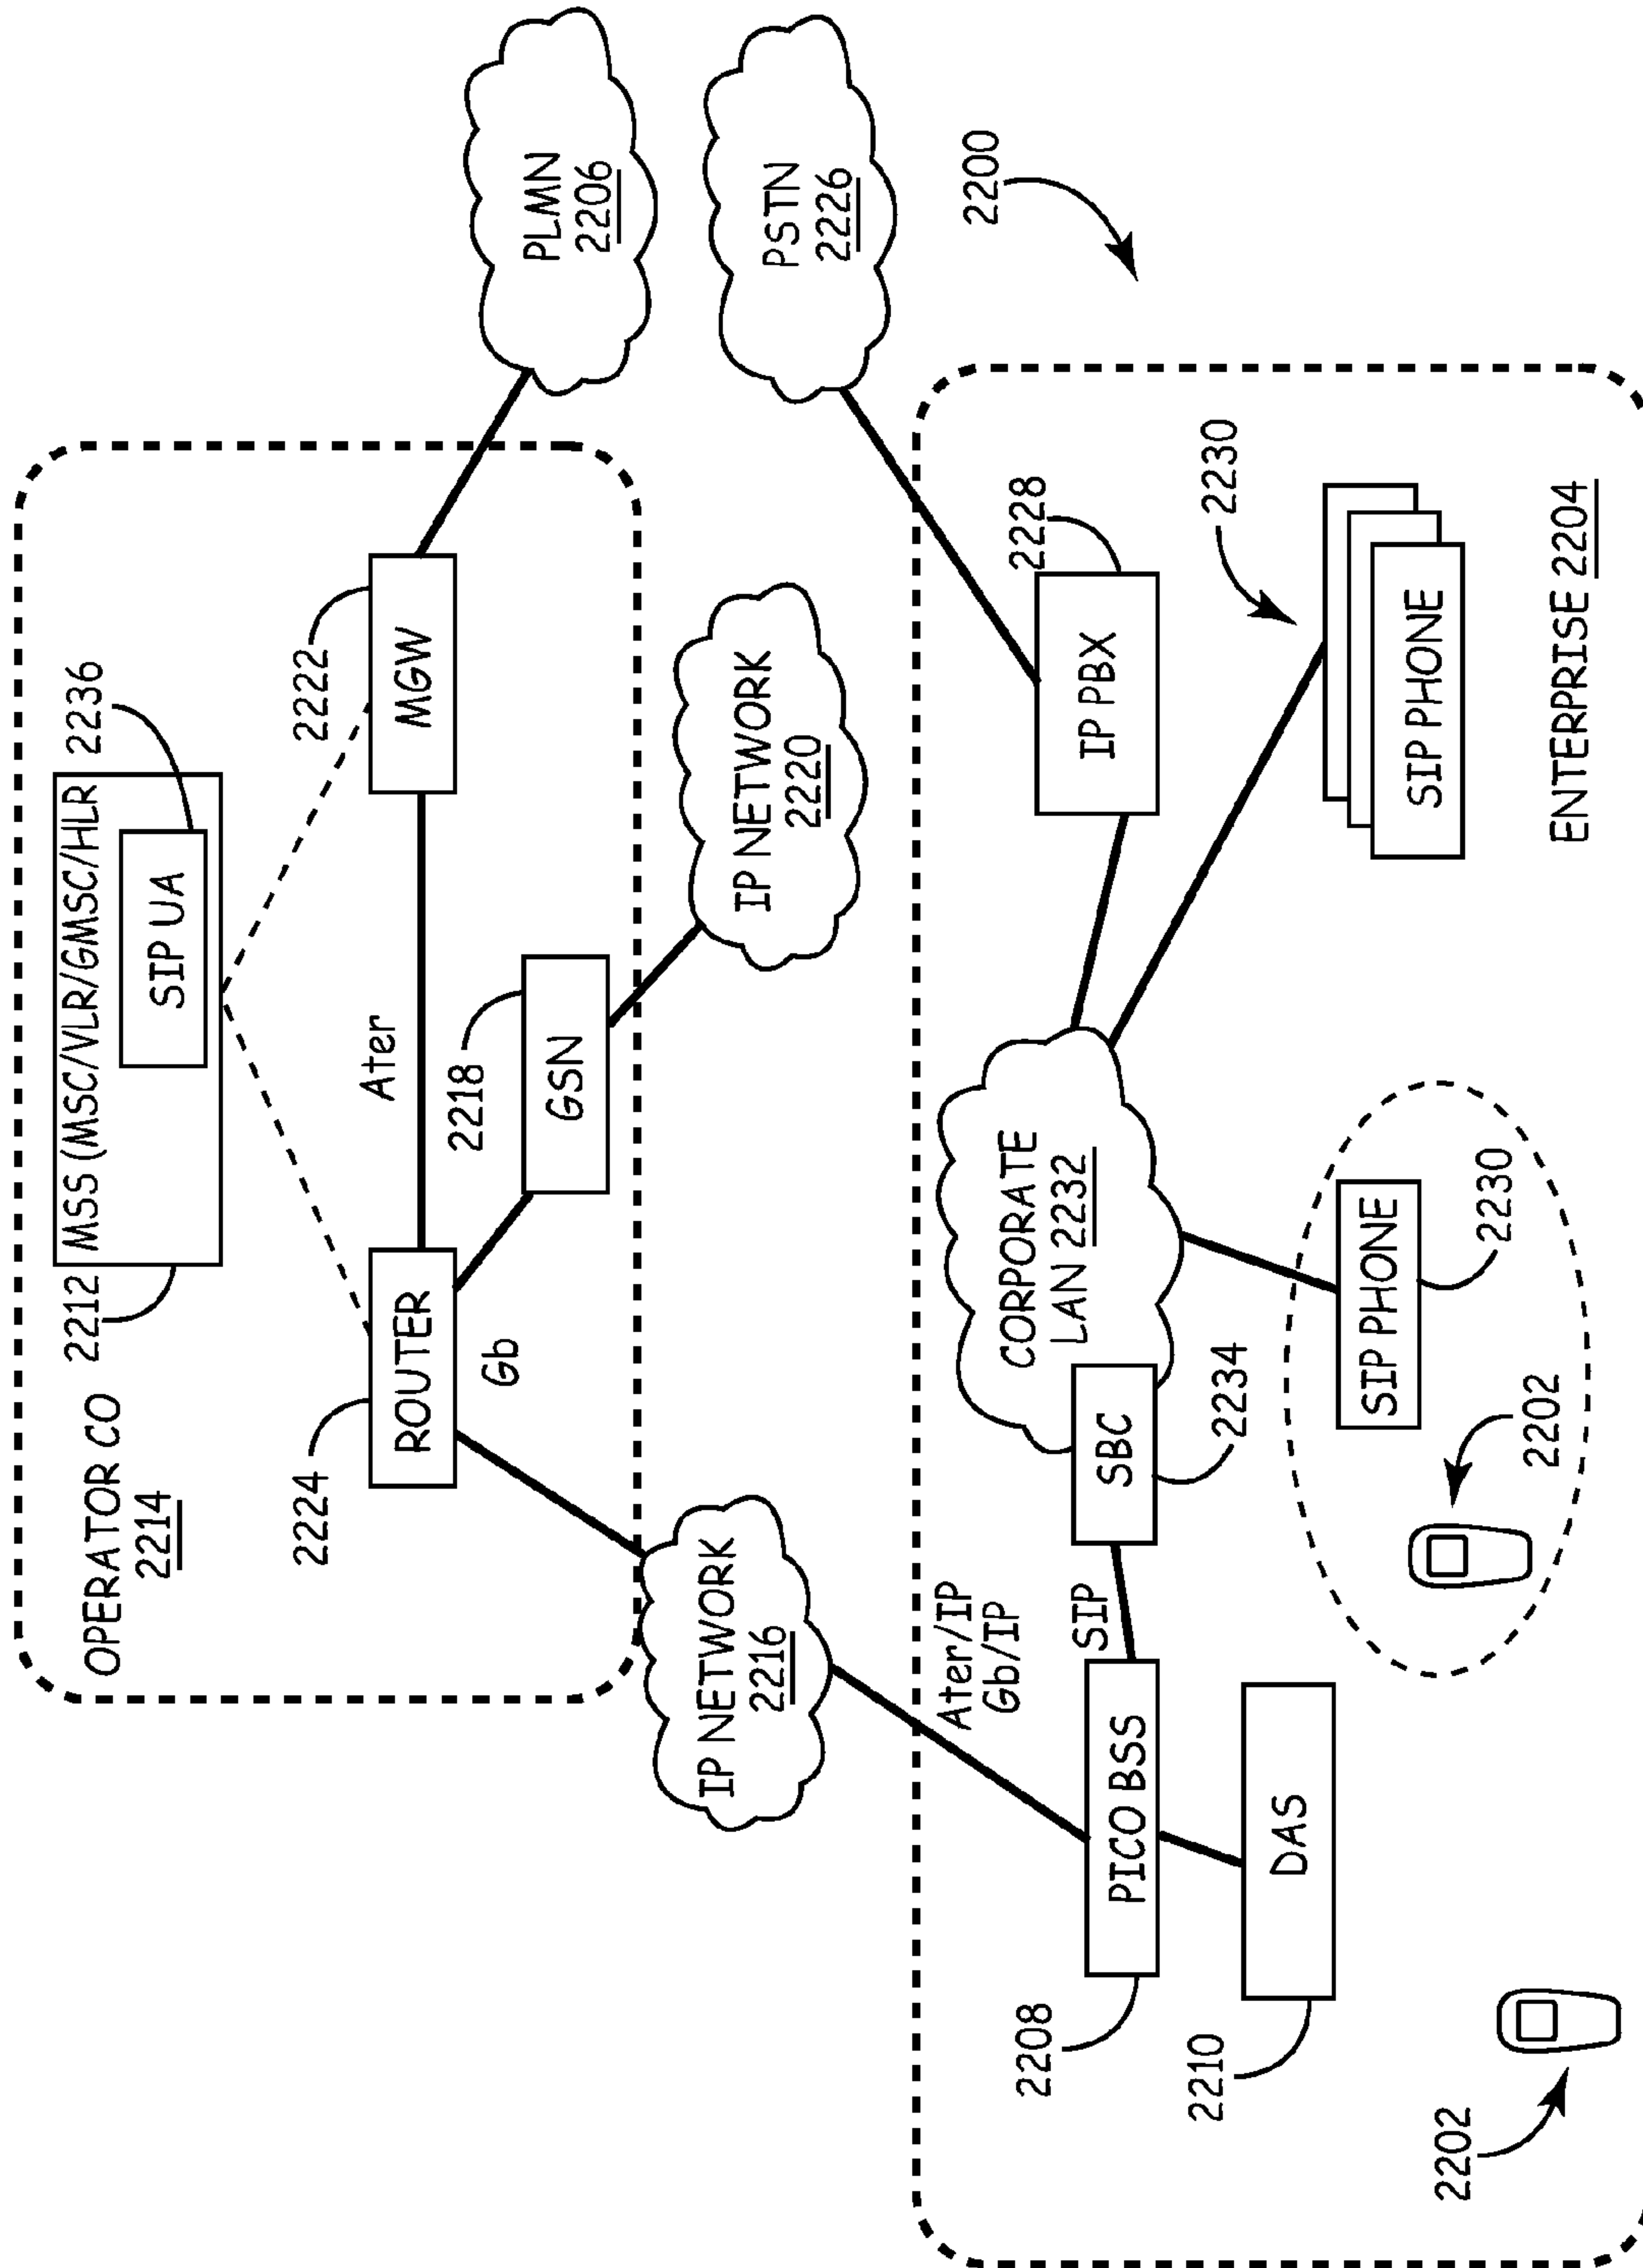 OPERATOR CO
2214
2212
MSS (MSC/VLR/GMSC/HLR
SIP UA
2236
2224
ROUTER
Ater
2222
MGW
Gb
2218
GSN
PLMN
2206
IP NETWORK
2216
IP NETWORK
2220
PSTN
2226
2200
Ater/IP
Gb/IP
SIP
CORPORATE
LAN 2232
2208
PICO BSS
SBC
2234
IP PBX
2228
2210
DAS
SIP PHONE
2230
2202
SIP PHONE
2230
2202
ENTERPRISE 2204